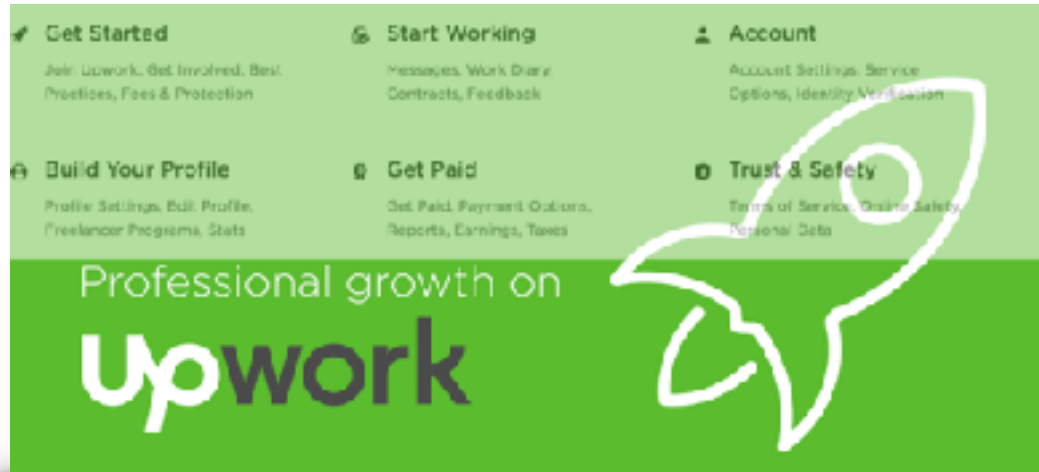 Get Started
Join Upwork, Get Involved, Best
Practices, Fees & Protection
Start Working
Messages, Work Diary
Contracts, Feedback
Account
Account Settings, Service
Options, Identity Verification
Build Your Profile
Profile Settings, Edit Profile,
Freelancer Programs, Stats
Get Paid
Get Paid, Payment Options,
Reports, Earnings, Taxes
Trust & Safety
Terms of Service, Online Safety,
Personal Data
Professional growth on
upwork